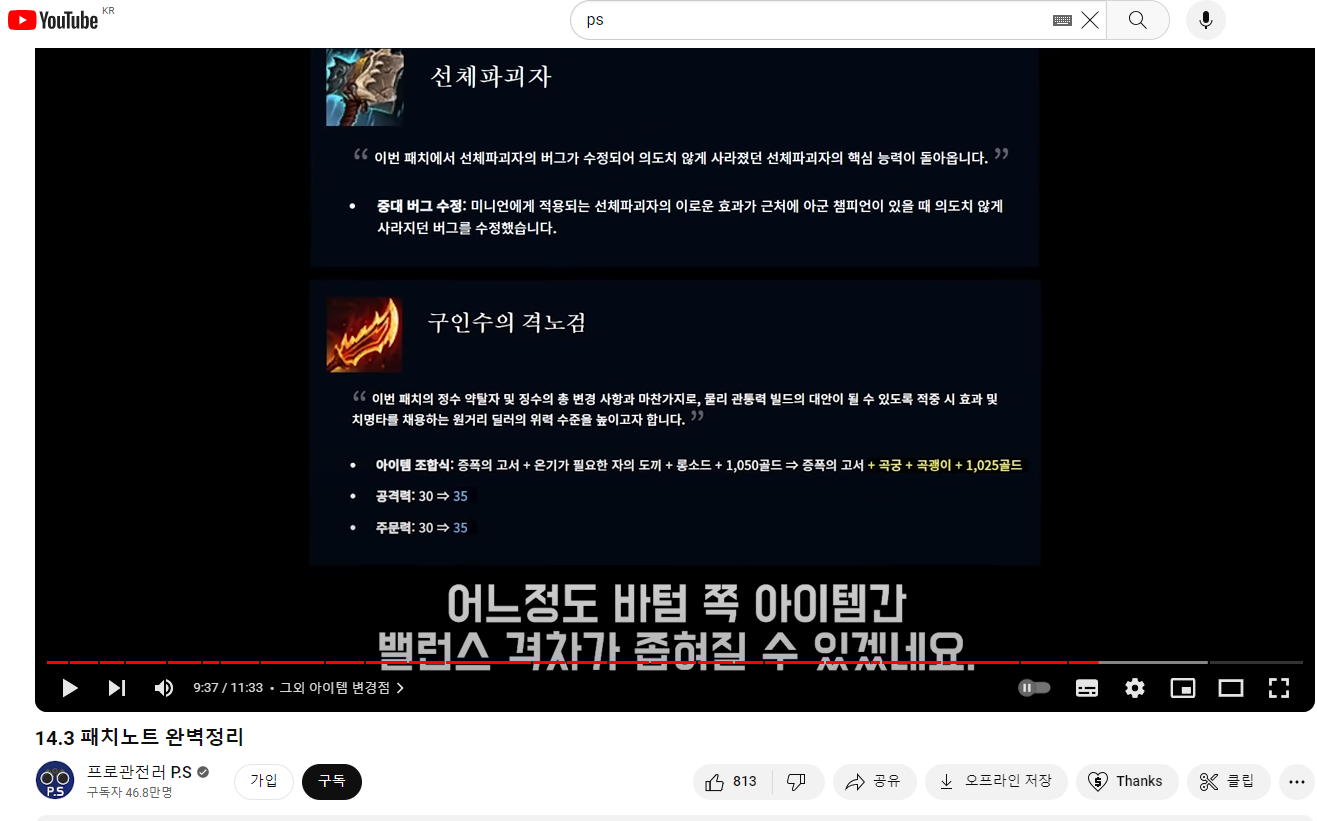 YouTube KR
ps
선체파괴자
“ 이번 패치에서 선체파괴자의 버그가 수정되어 의도치 않게 사라졌던 선체파괴자의 핵심 능력이 돌아옵니다. ”
• 중대 버그 수정: 미니언에게 적용되는 선체파괴자의 이로운 효과가 근처에 아군 챔피언이 있을 때 의도치 않게
사라지던 버그를 수정했습니다.
구인수의 격노검
“ 이번 패치의 정수 약탈자 및 징수의 총 변경 사항과 마찬가지로, 물리 관통력 빌드의 대안이 될 수 있도록 적중 시 효과 및
치명타를 채용하는 원거리 딜러의 위력 수준을 높이고자 합니다. ”
• 아이템 조합식: 증폭의 고서 + 온기가 필요한 자의 도끼 + 롱소드 + 1,050골드 ⇒ 증폭의 고서 + 곡궁 + 곡괭이 + 1,025골드
• 공격력: 30 ⇒ 35
• 주문력: 30 ⇒ 35
어느정도 바텀 쪽 아이템간
밸런스 격차가 좁혀질 수 있겠네요.
9:37 / 11:33 • 그외 아이템 변경점 >
14.3 패치노트 완벽정리
프로관전러 P.S
구독자 46.8만명
P.S
가입
구독
813
공유
오프라인 저장
Thanks
클립